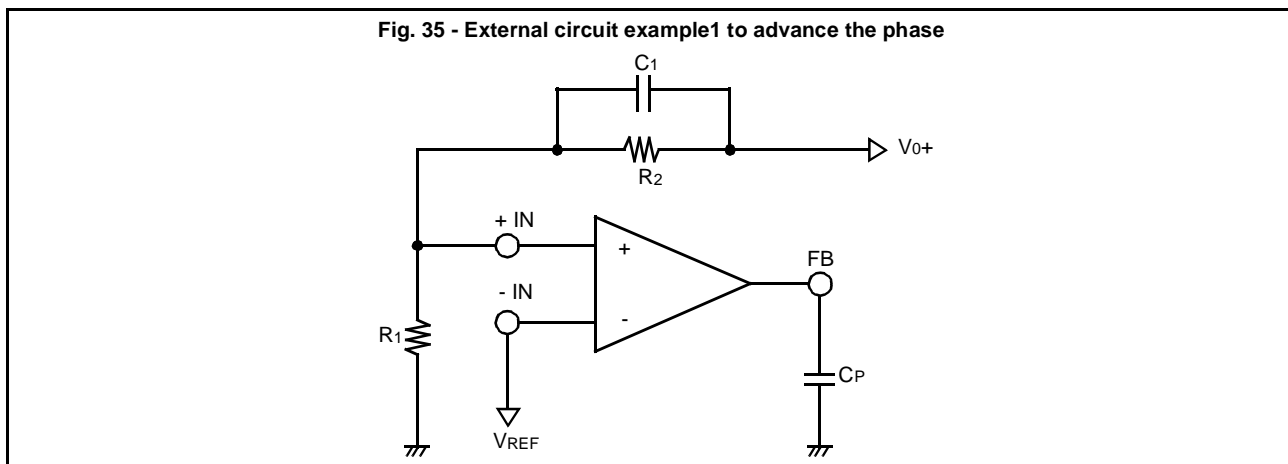 Fig. 35 - External circuit example1 to advance the phase
C1
V0+
R2
+ IN
+
FB
- IN
-
R1
CP
VREF